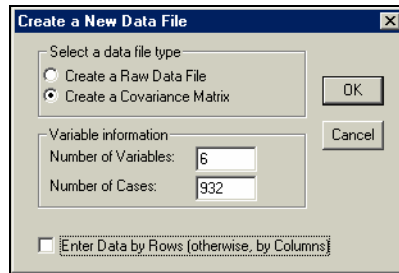 Create a New Data File
Select a data file type
Create a Raw Data File
Create a Covariance Matrix
OK
Cancel
Variable information
Number of Variables: 6
Number of Cases: 932
Enter Data by Rows (otherwise, by Columns)